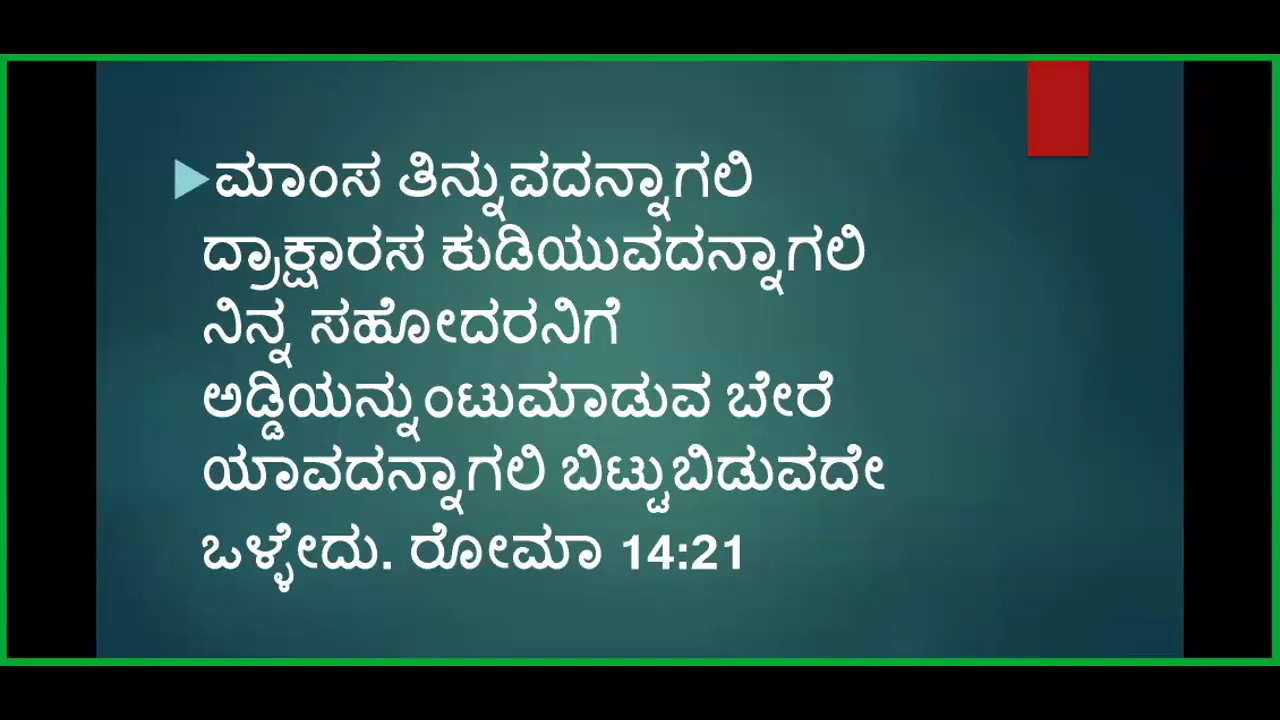 ಮಾಂಸ ತಿನ್ನುವದನ್ನಾಗಲಿ
ದ್ರಾಕ್ಷಾರಸ ಕುಡಿಯುವದನ್ನಾಗಲಿ
ನಿನ್ನ ಸಹೋದರನಿಗೆ
ಅಡ್ಡಿಯನ್ನುಂಟುಮಾಡುವ ಬೇರೆ
ಯಾವದನ್ನಾಗಲಿ ಬಿಟ್ಟುಬಿಡುವದೇ
ಒಳ್ಳೇದು. ರೋಮಾ 14:21